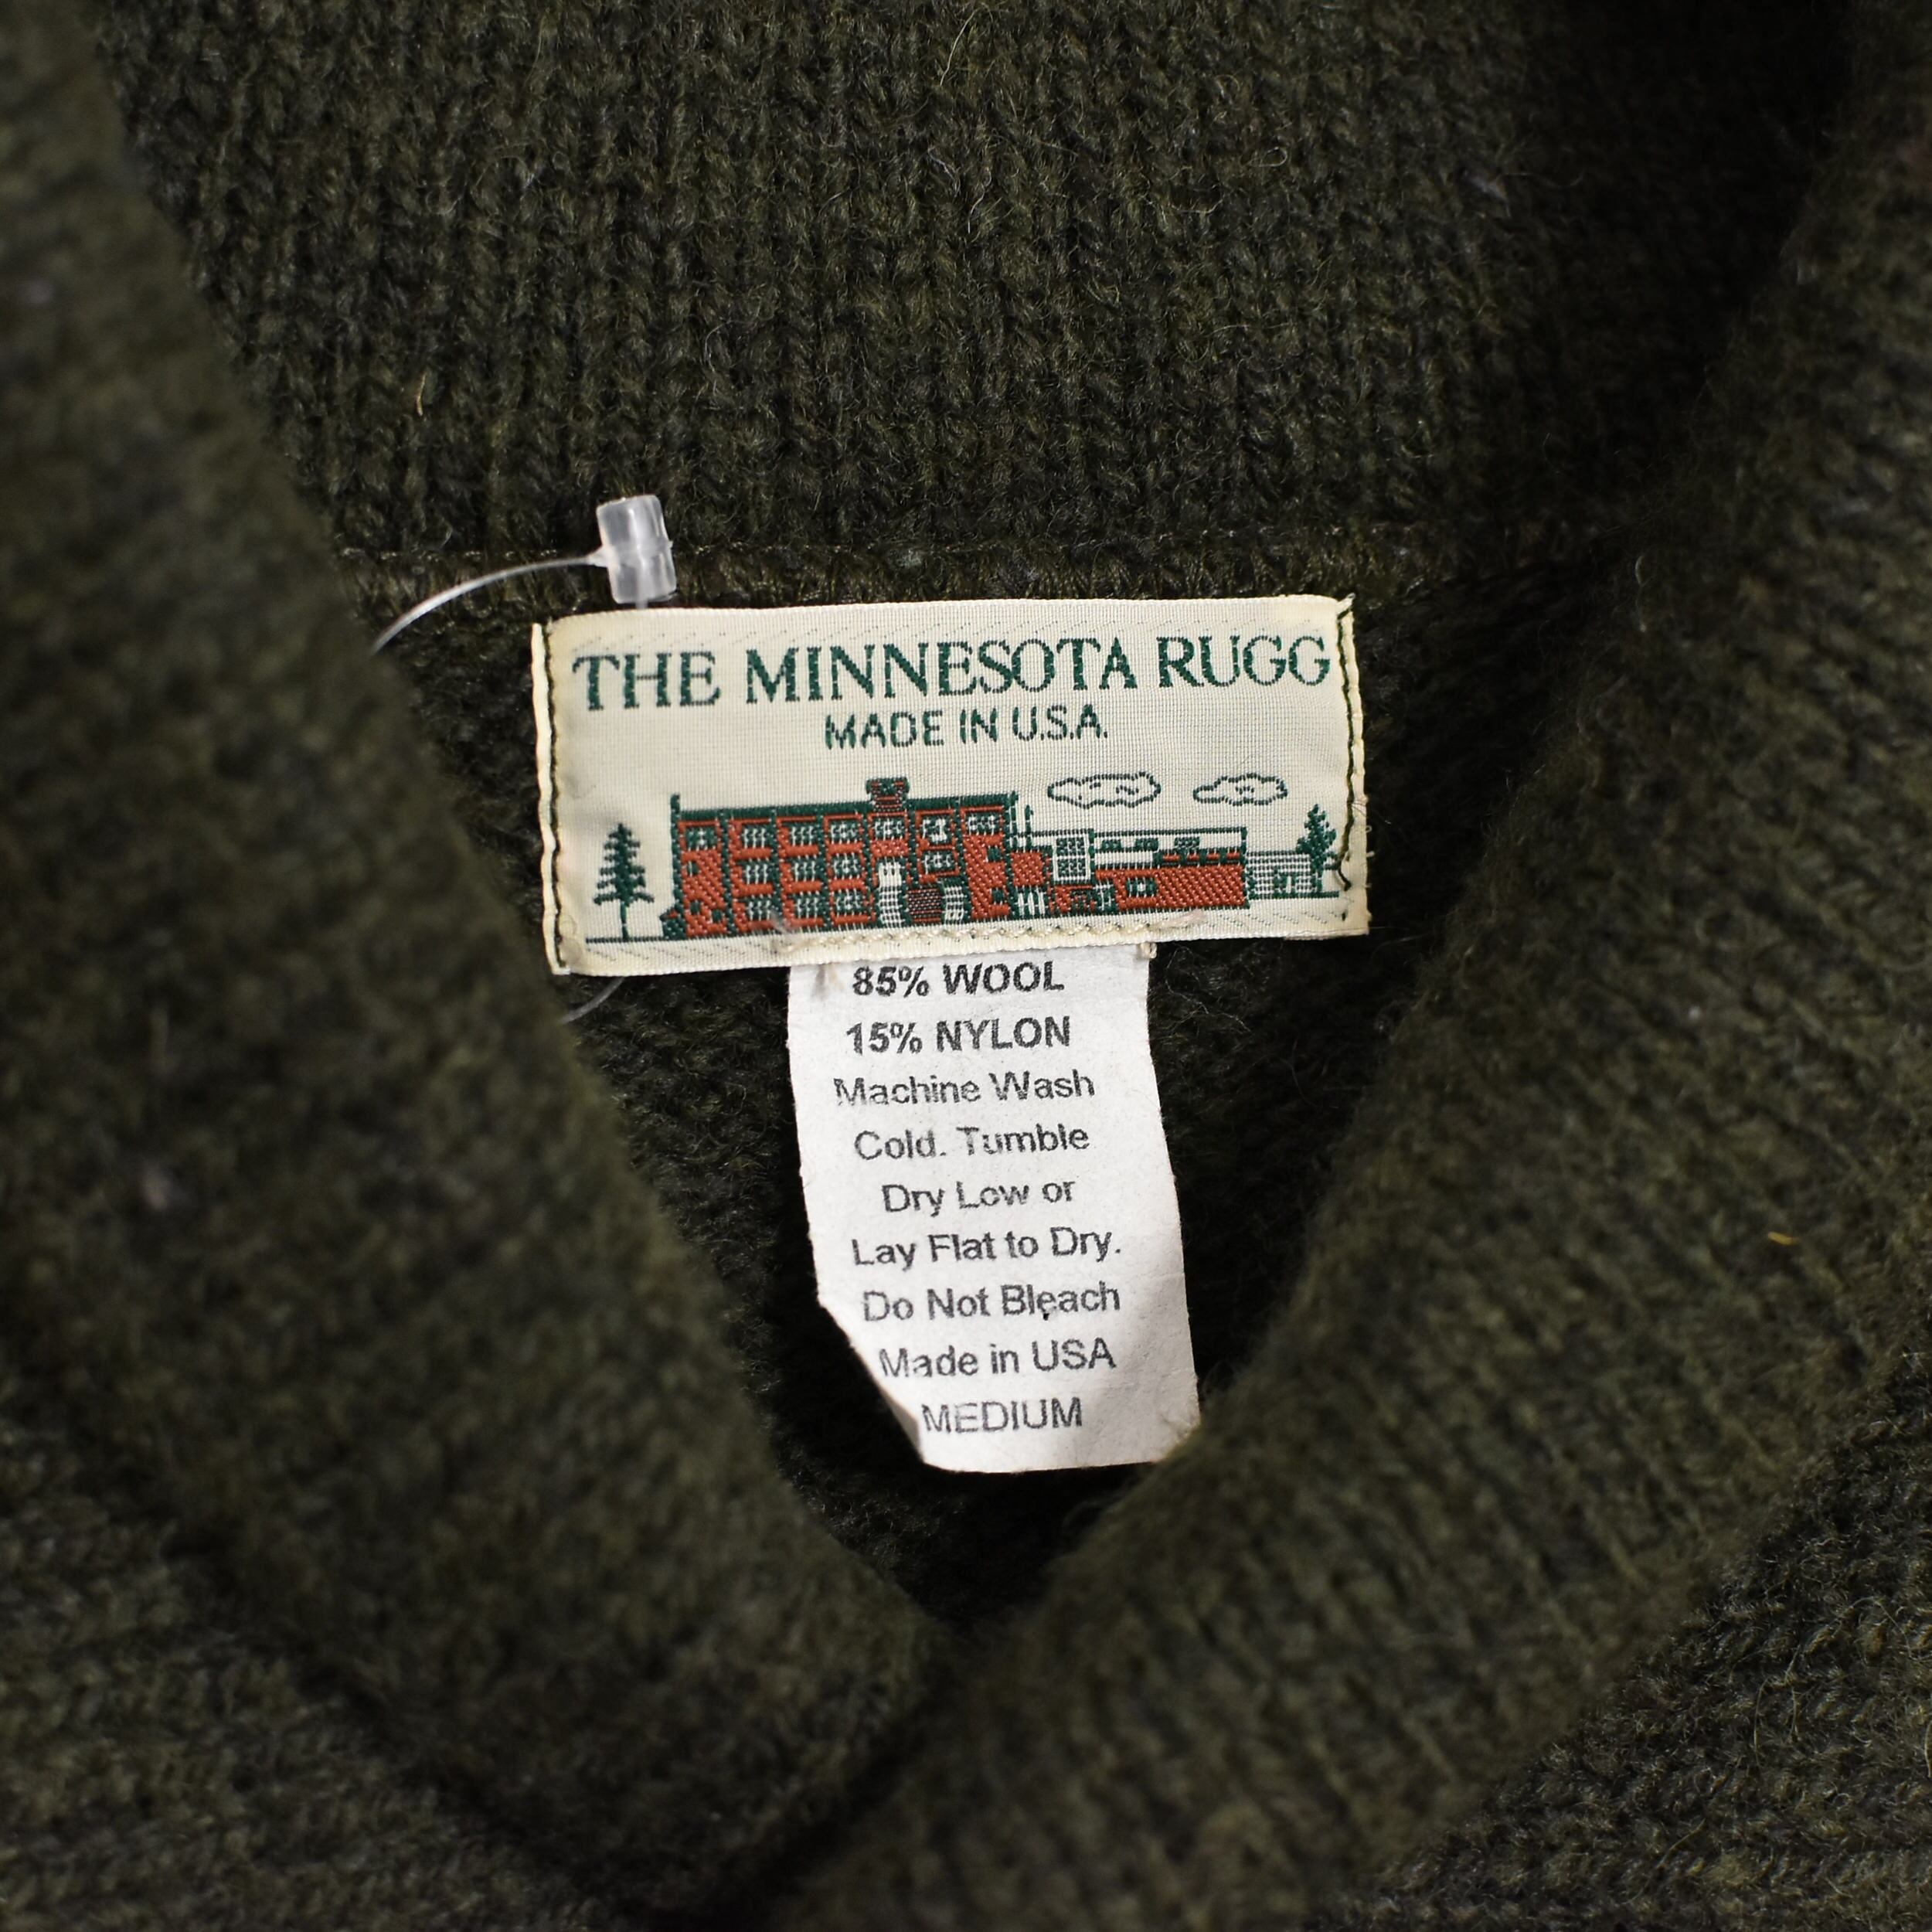 THE MINNESOTA RUGG
MADE IN U.S.A.
85% WOOL
15% NYLON
Machine Wash
Cold. Tumble
Dry Low or
Lay Flat to Dry.
Do Not Bleach
Made in USA
MEDIUM